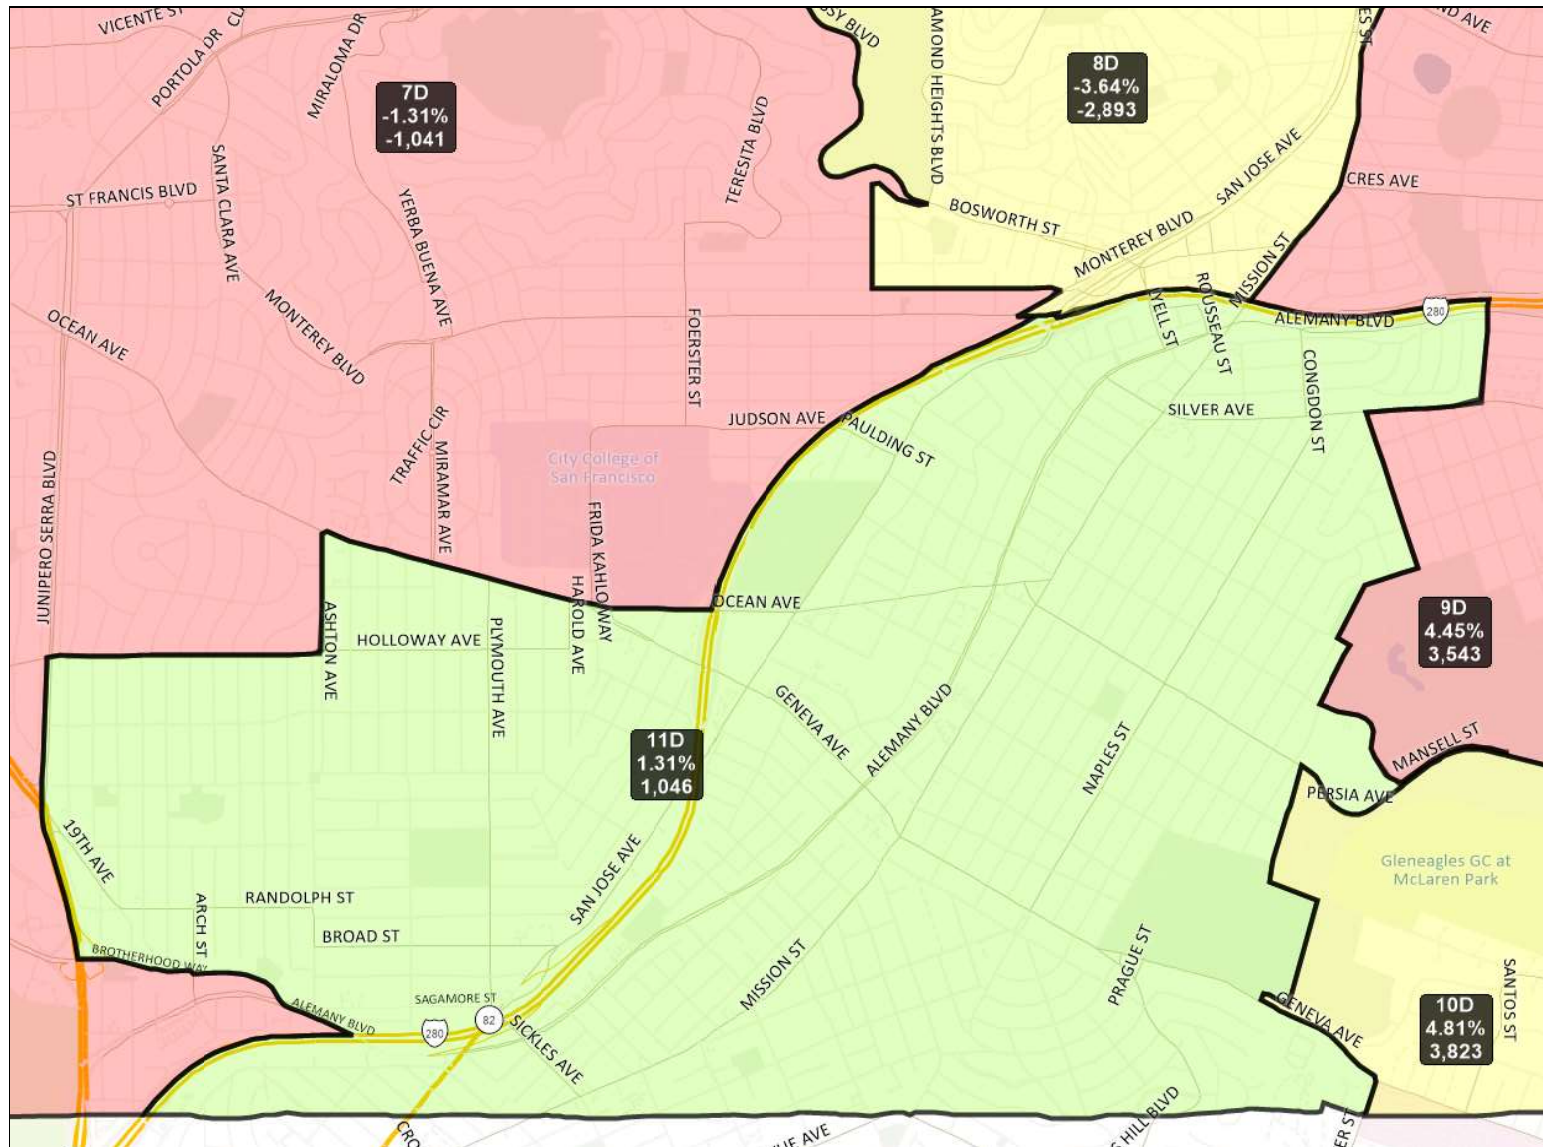 VICENTE ST
PORTOLA DR
MIRALOMA DR
7D
-1.31%
-1,041
TERESITA BLVD
AMOND HEIGHTS BLVD
8D
-3.64%
-2,893
SAN JOSE AVE
ST FRANCIS BLVD
SANTA CLARA AVE
YERBA BUENA AVE
CRES AVE
BOSWORTH ST
MONTEREY BLVD
MISSION ST
ROUSSEAU ST
LYELL ST
ALEMANY BLVD
280
OCEAN AVE
MONTEREY BLVD
FOERSTER ST
CONGDON ST
SILVER AVE
JUDSON AVE
PAULDING ST
TRAFFIC CIR
MIRAMAR AVE
City College of
San Francisco
JUNIPERO SERRA BLVD
FRIDA KAHLO WAY
HAROLD AVE
OCEAN AVE
ASHTON AVE
HOLLOWAY AVE
PLYMOUTH AVE
9D
4.45%
3,543
GENEVA AVE
ALEMANY BLVD
NAPLES ST
MANSELL ST
11D
1.31%
1,046
PERSIA AVE
19TH AVE
SAN JOSE AVE
Gleneagles GC at
McLaren Park
ARCH ST
RANDOLPH ST
BROAD ST
BROTHERHOOD WAY
MISSION ST
PRAGUE ST
SANTOS ST
SAGAMORE ST
ALEMANY BLVD
280
82
SICKLES AVE
GENEVA AVE
10D
4.81%
3,823
HILL BLVD